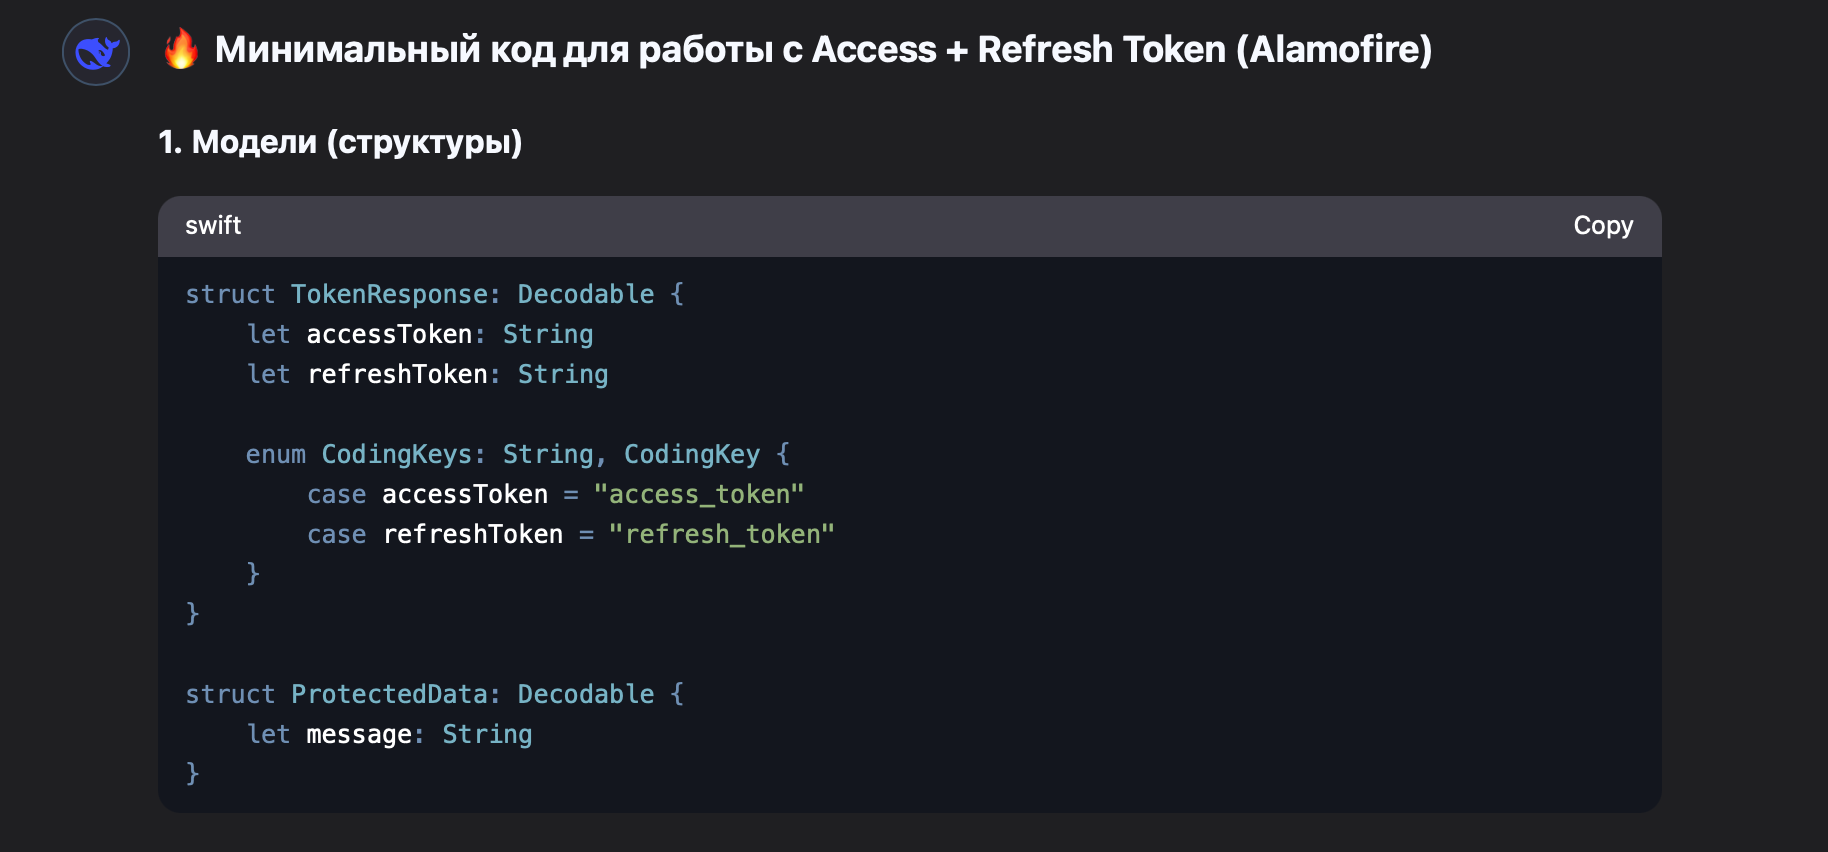 🔥 Минимальный код для работы с Access + Refresh Token (Alamofire)
1. Модели (структуры)
swift
Copy
struct TokenResponse: Decodable {
    let accessToken: String
    let refreshToken: String

    enum CodingKeys: String, CodingKey {
        case accessToken = "access_token"
        case refreshToken = "refresh_token"
    }
}

struct ProtectedData: Decodable {
    let message: String
}